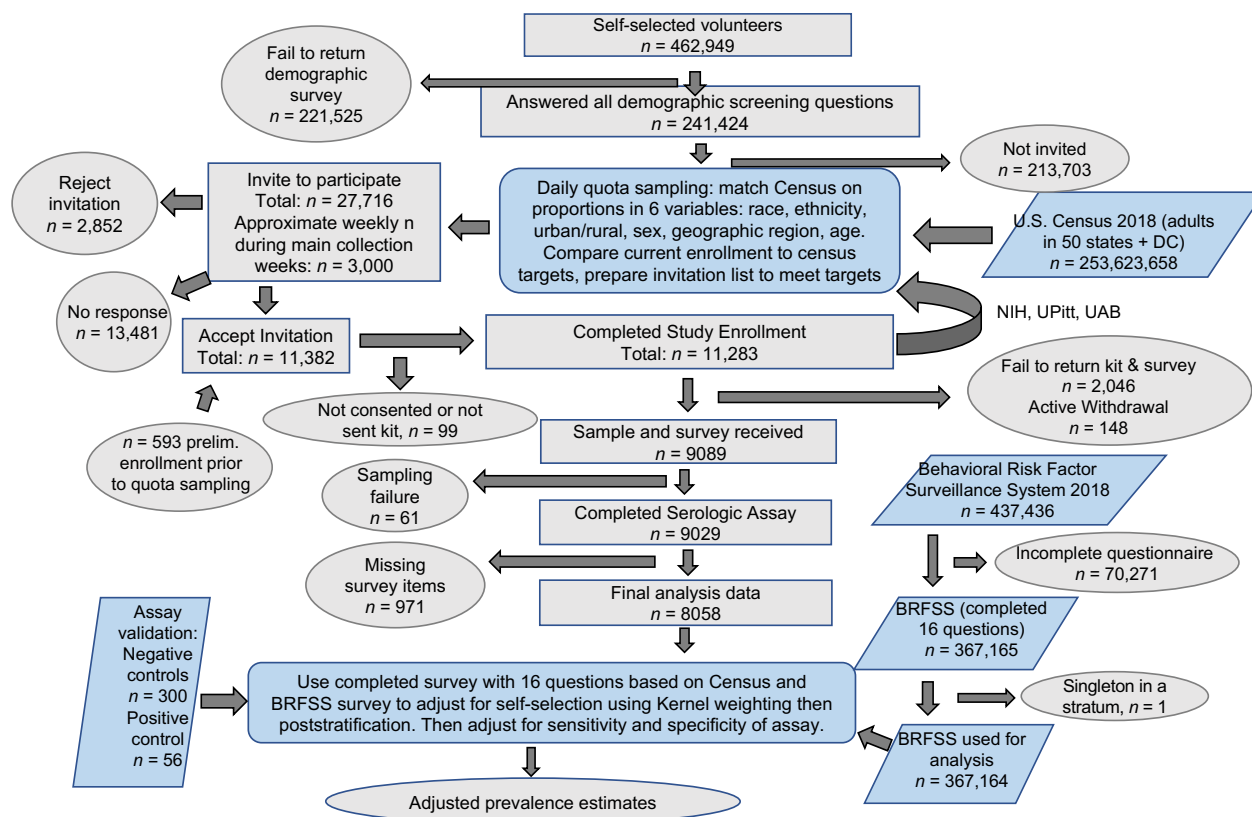 Self-selected volunteers
n = 462,949
Fail to return
demographic
survey
n = 221,525
Answered all demographic screening questions
n = 241,424
Not invited
n = 213,703
Reject
invitation
n = 2,852
Invite to participate
Total: n = 27,716
Approximate weekly n
during main collection
weeks: n = 3,000
Daily quota sampling: match Census on
proportions in 6 variables: race, ethnicity,
urban/rural, sex, geographic region, age.
Compare current enrollment to census
targets, prepare invitation list to meet targets
U.S. Census 2018 (adults
in 50 states + DC)
n = 253,623,658
No response
n = 13,481
Accept Invitation
Total: n = 11,382
Completed Study Enrollment
Total: n = 11,283
NIH, UPitt, UAB
Fail to return kit & survey
n = 2,046
Active Withdrawal
n = 148
Not consented or not
sent kit, n = 99
n = 593 prelim.
enrollment prior
to quota sampling
Sample and survey received
n = 9089
Sampling
failure
n = 61
Behavioral Risk Factor
Surveillance System 2018
n = 437,436
Completed Serologic Assay
n = 9029
Missing
survey items
n = 971
Incomplete questionnaire
n = 70,271
Final analysis data
n = 8058
BRFSS (completed
16 questions)
n = 367,165
Assay
validation:
Negative
controls
n = 300
Positive
control
n = 56
Use completed survey with 16 questions based on Census and
BRFSS survey to adjust for self-selection using Kernel weighting then
poststratification. Then adjust for sensitivity and specificity of assay.
Singleton in a
stratum, n = 1
BRFSS used for
analysis
n = 367,164
Adjusted prevalence estimates